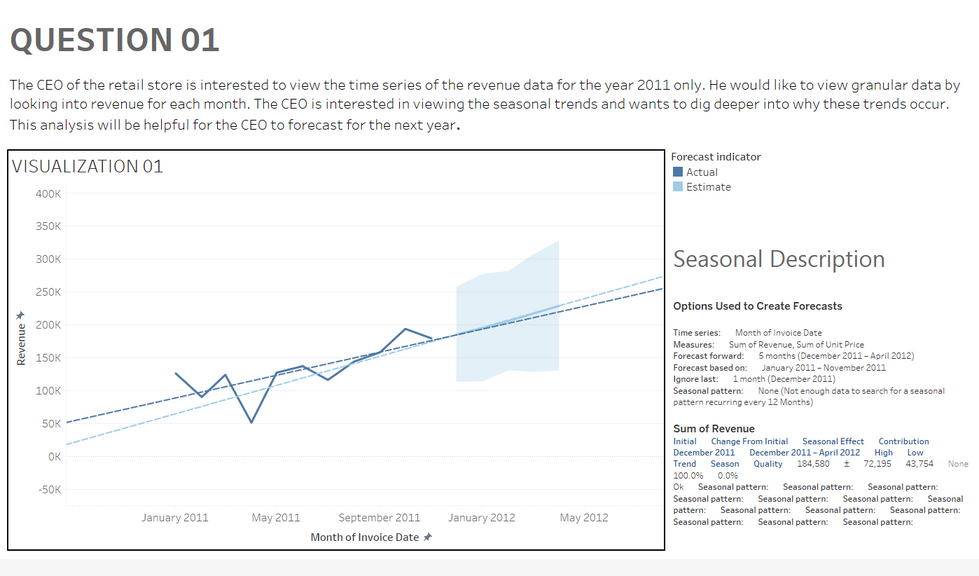 QUESTION 01
The CEO of the retail store is interested to view the time series of the revenue data for the year 2011 only. He would like to view granular data by
looking into revenue for each month. The CEO is interested in viewing the seasonal trends and wants to dig deeper into why these trends occur.
This analysis will be helpful for the CEO to forecast for the next year.
VISUALIZATION 01
400K
350K
300K
250K
200K
150K
100K
50K
0K
-50K
Revenue
January 2011 May 2011 September 2011 January 2012 May 2012
Month of Invoice Date
Forecast indicator
Actual
Estimate
Seasonal Description
Options Used to Create Forecasts
Time series: Month of Invoice Date
Measures: Sum of Revenue, Sum of Unit Price
Forecast forward: 5 months (December 2011 – April 2012)
Forecast based on: January 2011 – November 2011
Ignore last: 1 month (December 2011)
Seasonal pattern: None (Not enough data to search for a seasonal
pattern recurring every 12 Months)
Sum of Revenue
Initial Change From Initial Seasonal Effect Contribution
December 2011 December 2011 – April 2012 High Low
Trend Season Quality 184,580 ± 72,195 43,754 None
100.0% 0.0%
Ok Seasonal pattern: Seasonal pattern: Seasonal pattern:
Seasonal pattern: Seasonal pattern: Seasonal pattern: Seasonal
pattern: Seasonal pattern: Seasonal pattern: Seasonal pattern:
Seasonal pattern: Seasonal pattern: Seasonal pattern: